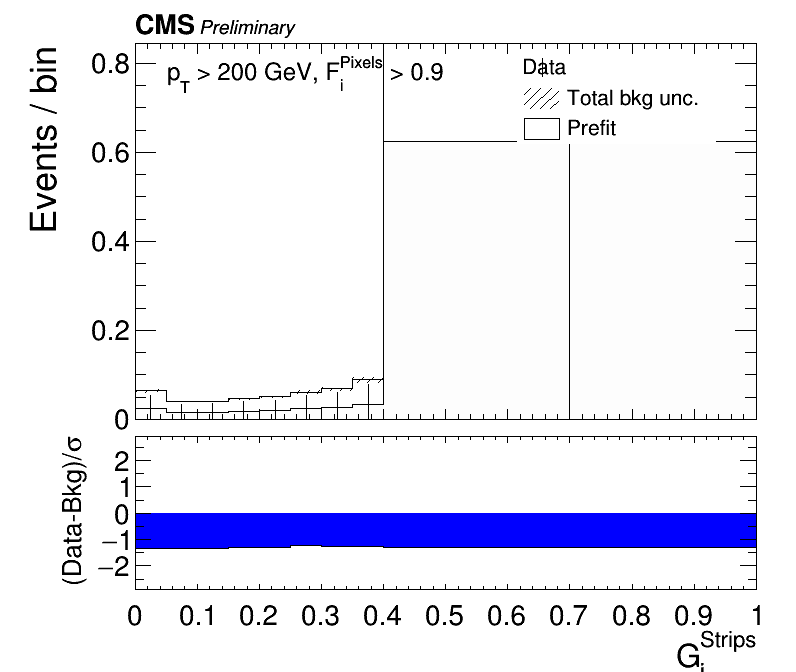 CMS Preliminary
Events / bin
0.8
0.6
0.4
0.2
0
p_T > 200 GeV, F_i^Pixels > 0.9
Data
Total bkg unc.
Prefit
(Data-Bkg)/σ
2
1
0
−1
−2
0 0.1 0.2 0.3 0.4 0.5 0.6 0.7 0.8 0.9 1
G_i^Strips